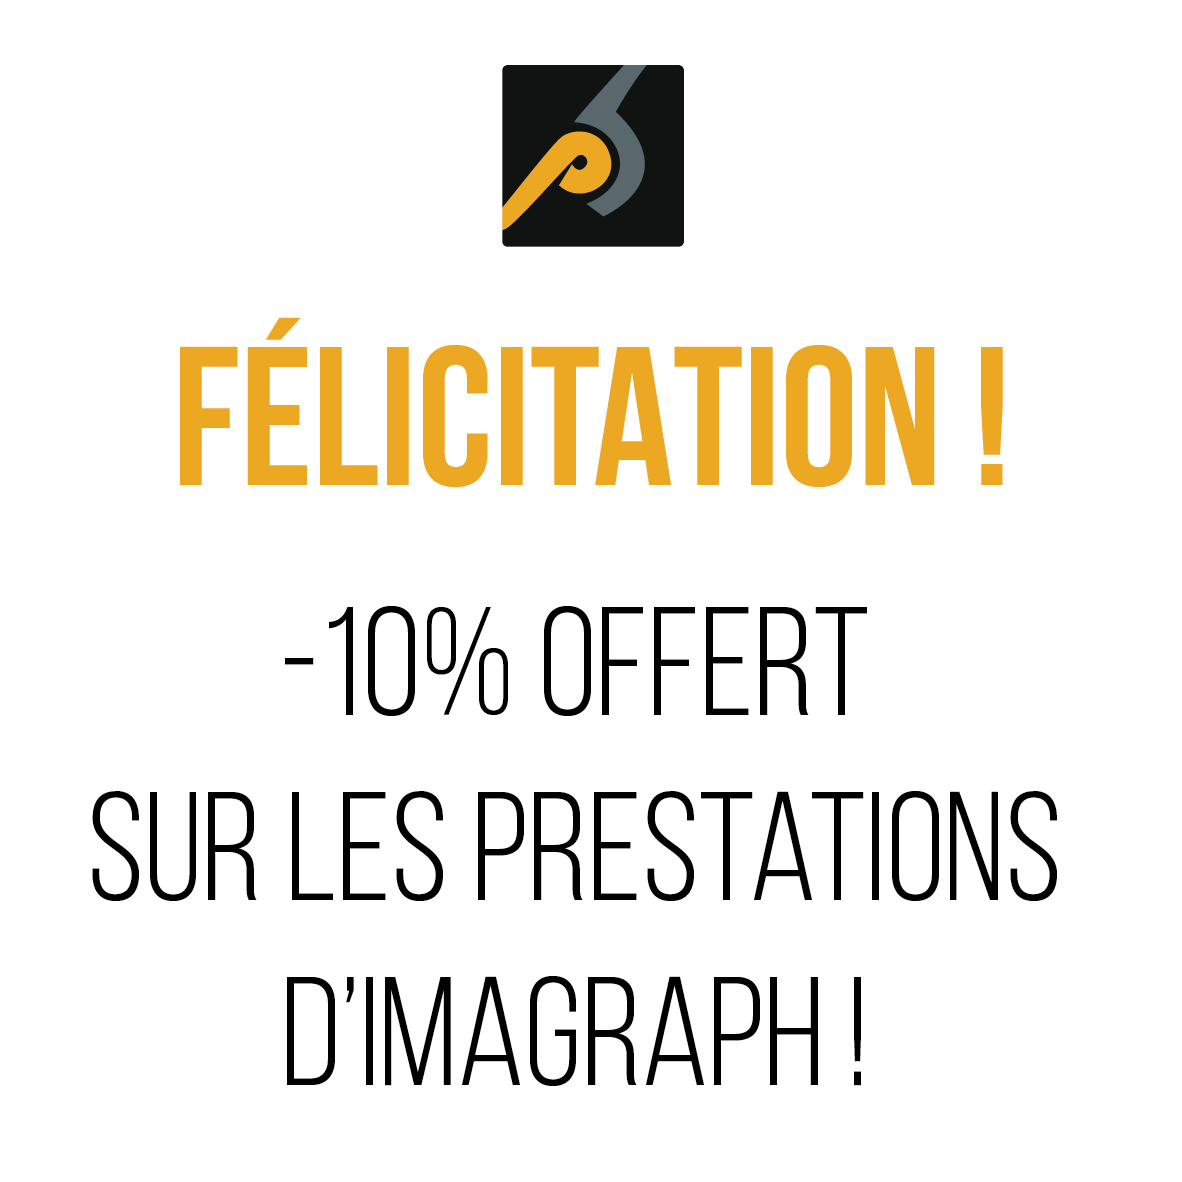 FÉLICITATION !
-10% OFFERT
SUR LES PRESTATIONS
D’IMAGRAPH !